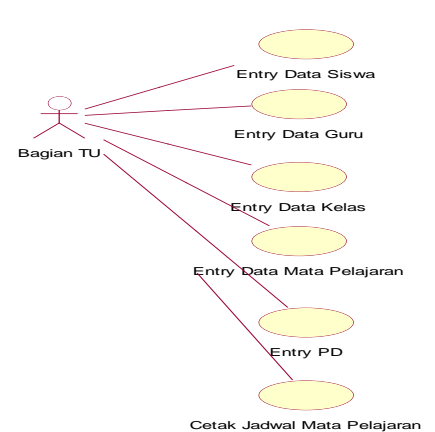 Entry Data Siswa
Entry Data Guru
Bagian TU
Entry Data Kelas
Entry Data Mata Pelajaran
Entry PD
Cetak Jadwal Mata Pelajaran